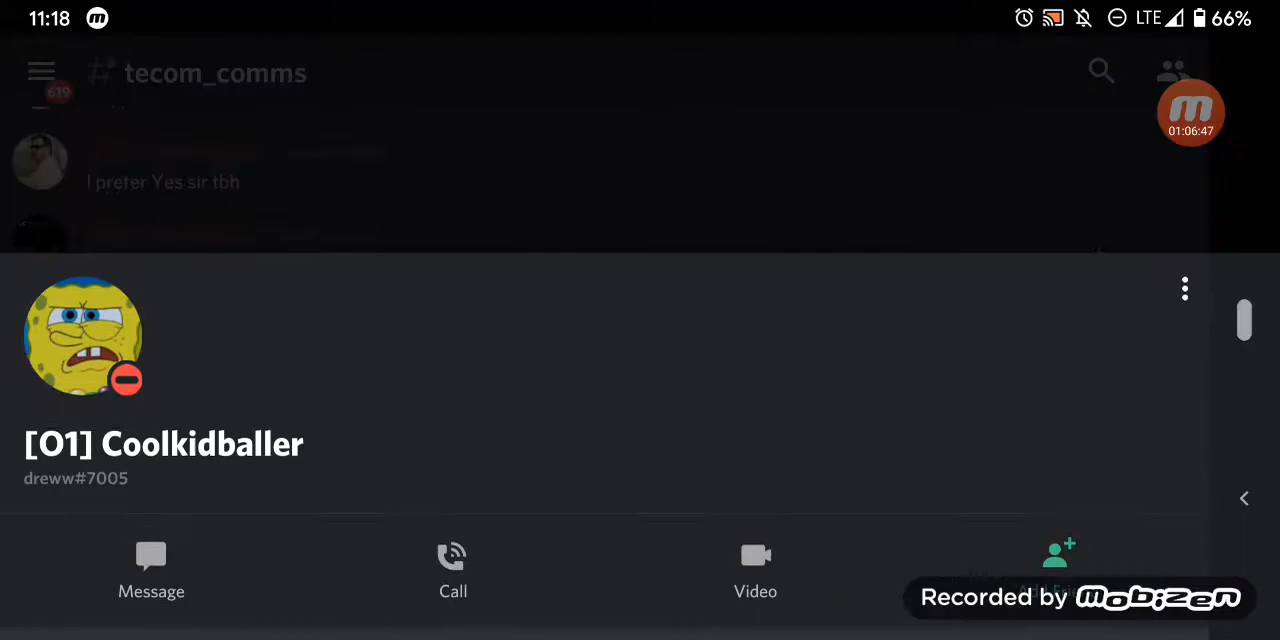 11:18 LTE 66%
# tecom_comms
619
01:06:47
I preter Yes sir tbh
[O1] Coolkidballer
dreww#7005
Message Call Video
Recorded by mobizen